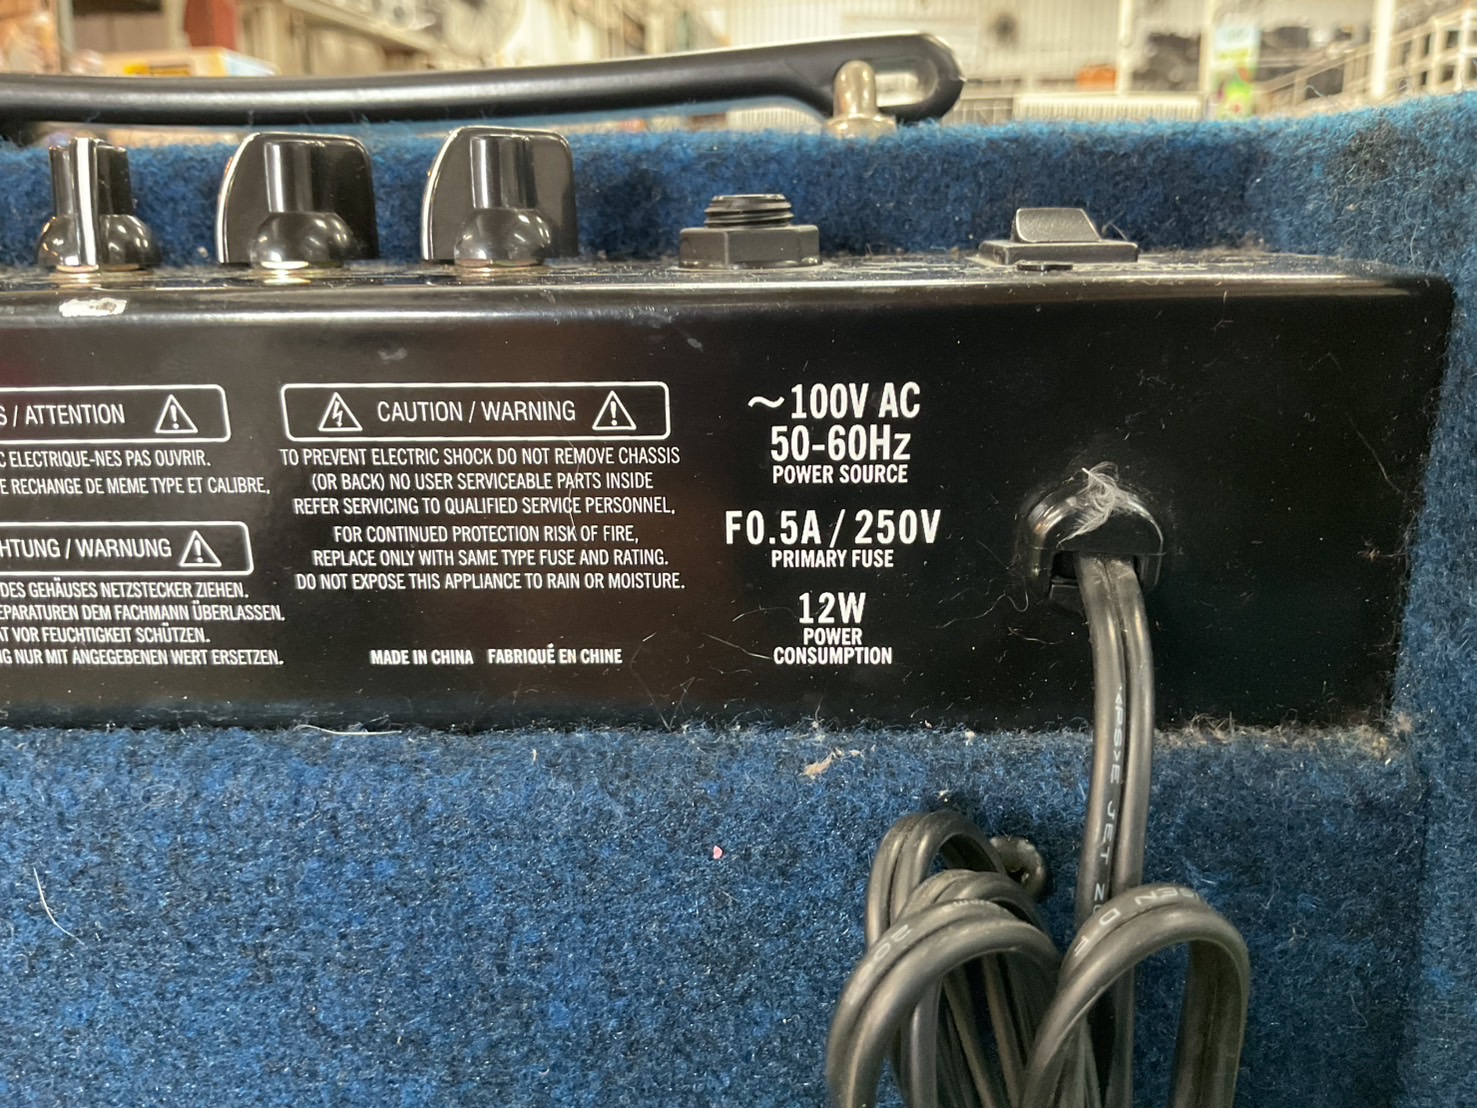 / ATTENTION
ELECTRIQUE-NES PAS OUVRIR.
RECHANGE DE MEME TYPE ET CALIBRE,
/ WARNUNG
DES GEHÄUSES NETZSTECKER ZIEHEN.
DEM FACHMANN ÜBERLASSEN,
VOR FEUCHTIGKEIT SCHÜTZEN.
NUR MIT ANGEGEBENEN WERT ERSETZEN.
CAUTION / WARNING
TO PREVENT ELECTRIC SHOCK DO NOT REMOVE CHASSIS
(OR BACK) NO USER SERVICEABLE PARTS INSIDE
REFER SERVICING TO QUALIFIED SERVICE PERSONNEL,
FOR CONTINUED PROTECTION RISK OF FIRE,
REPLACE ONLY WITH SAME TYPE FUSE AND RATING.
DO NOT EXPOSE THIS APPLIANCE TO RAIN OR MOISTURE.
MADE IN CHINA FABRIQUÉ EN CHINE
~100V AC
50-60Hz
POWER SOURCE
F0.5A / 250V
PRIMARY FUSE
12W
POWER
CONSUMPTION
<PS>E JET